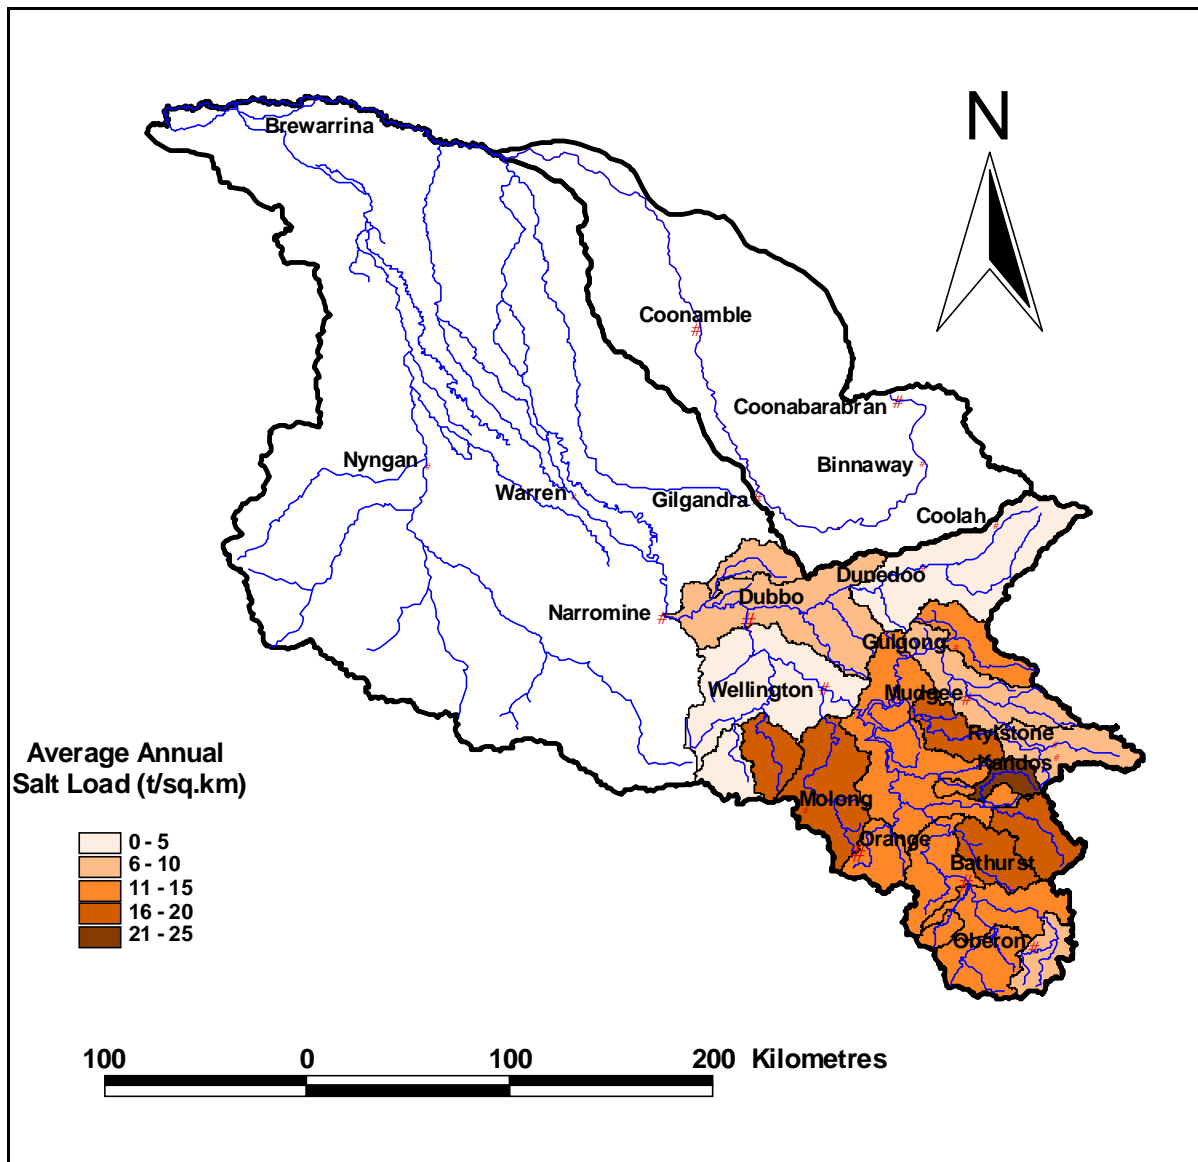 N
Brewarrina
Coonamble
Coonabarabran
Nyngan
Binnaway
Warren
Gilgandra
Coolah
Dunedoo
Dubbo
Narromine
Gulgong
Wellington
Mudgee
Rylstone
Kandos
Average Annual
Salt Load (t/sq.km)
Molong
0 - 5
6 - 10
11 - 15
16 - 20
21 - 25
Orange
Bathurst
Oberon
100 0 100 200 Kilometres